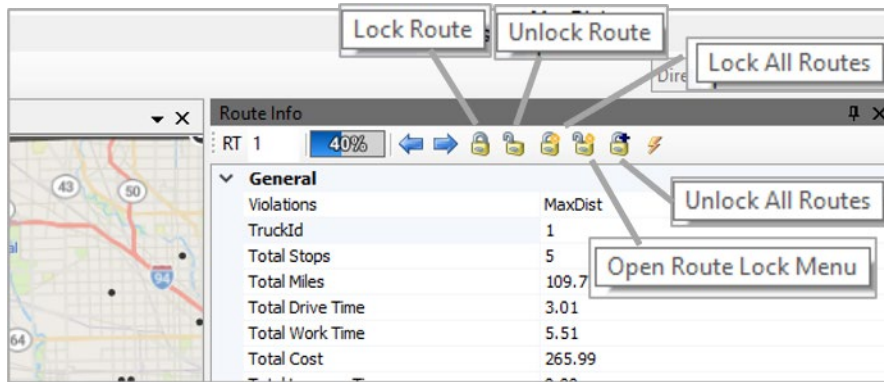 Lock Route
Unlock Route
Lock All Routes
Dire
Route Info
RT 1
40%
General
Violations MaxDist
TruckId 1
Unlock All Routes
Total Stops 5
Total Miles 109.7
Open Route Lock Menu
Total Drive Time 3.01
Total Work Time 5.51
Total Cost 265.99
43
50
94
64